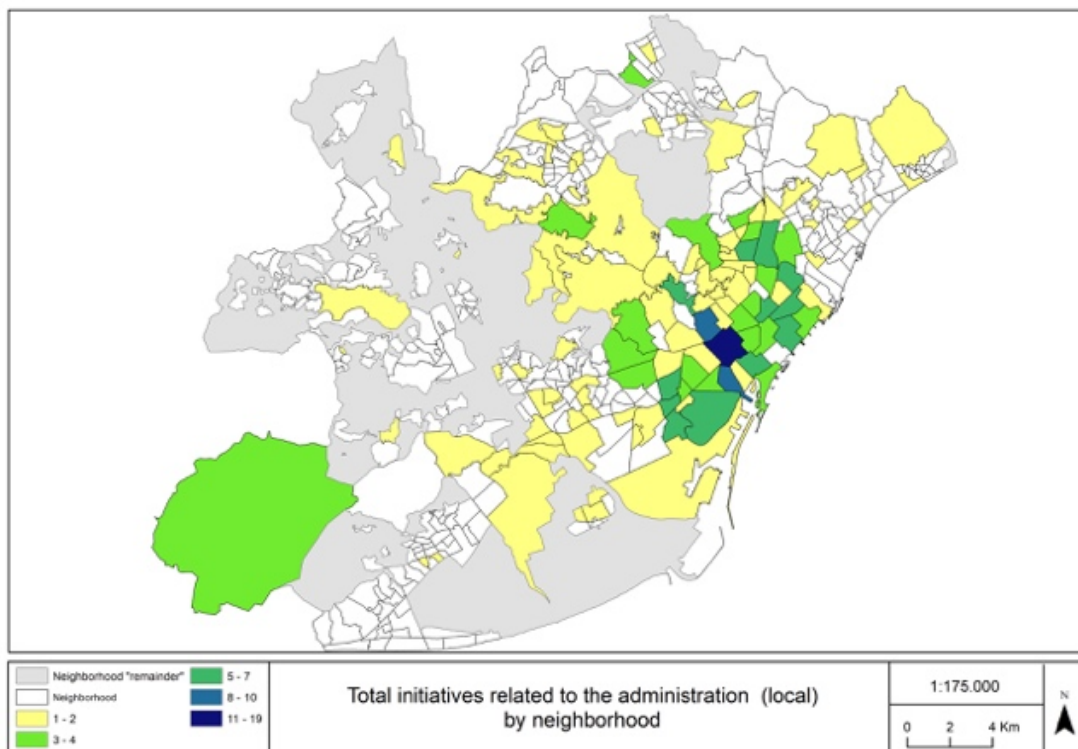 Neighborhood "remainder"
Neighborhood
1 - 2
3 - 4
5 - 7
8 - 10
11 - 19
Total initiatives related to the administration (local)
by neighborhood
1:175.000
0 2 4 Km
N